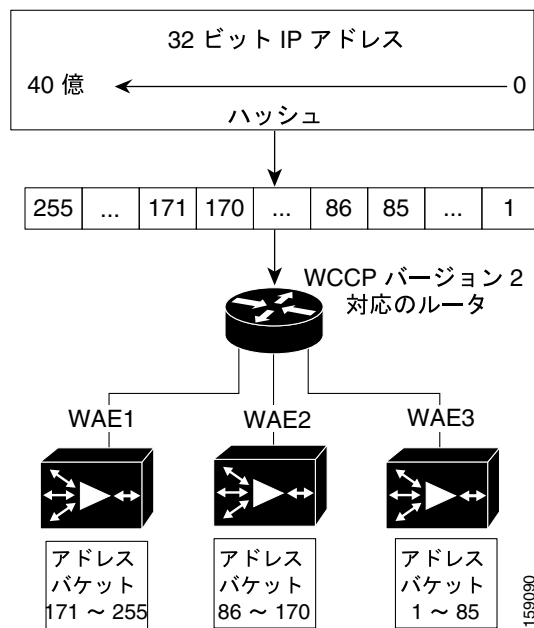 32 ビット IP アドレス
40 億 0
ハッシュ
255 ... 171 170 ... 86 85 ... 1
WCCP バージョン 2
対応のルータ
WAE1 WAE2 WAE3
アドレス
バケット
171 ～ 255
アドレス
バケット
86 ～ 170
アドレス
バケット
1 ～ 85
159090